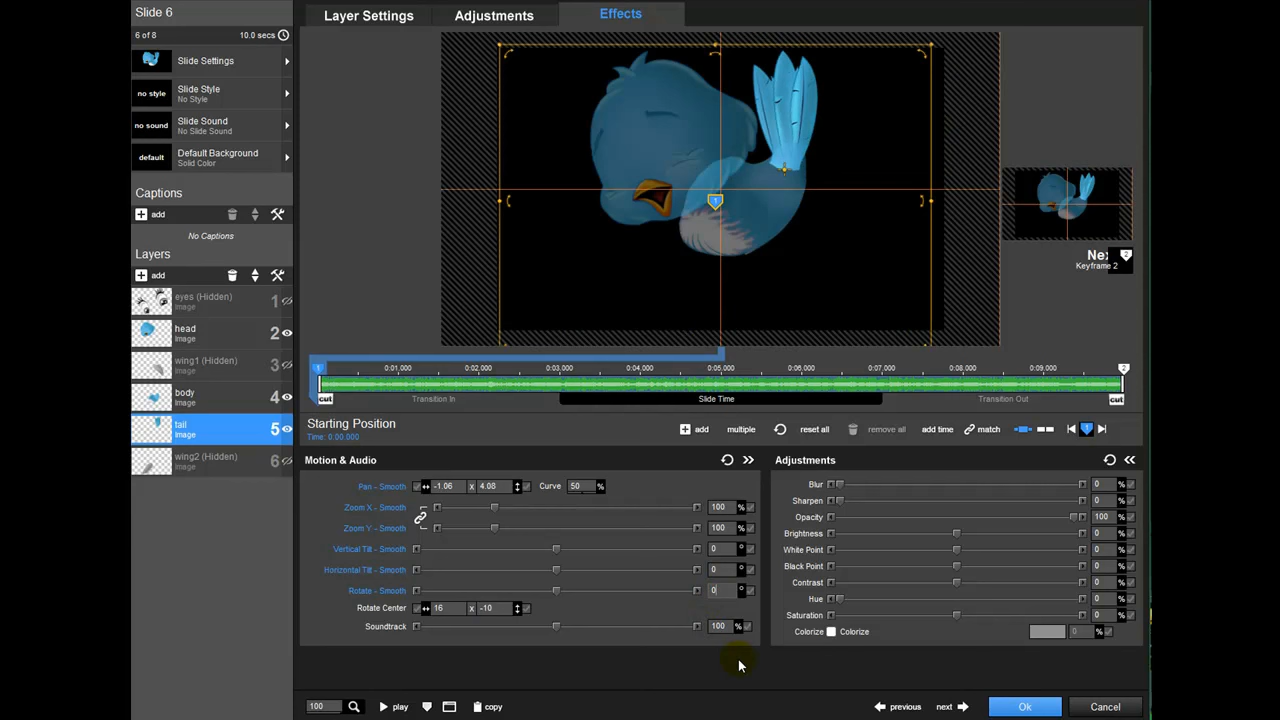 Slide 6
Layer Settings
Adjustments
Effects
6 of 8
10.0 secs
Slide Settings
no style
Slide Style
No Style
no sound
Slide Sound
No Slide Sound
default
Default Background
Solid Color
Captions
add
No Captions
Layers
add
eyes (Hidden)
Image
1
head
Image
2
wing1 (Hidden)
Image
3
body
Image
4
tail
Image
5
wing2 (Hidden)
Image
6
1
Nex
2
Keyframe 2
1
0:01.000
0:02.000
0:03.000
0:04.000
0:05.000
0:06.000
0:07.000
0:08.000
0:09.000
2
cut
cut
Transition In
Slide Time
Transition Out
Starting Position
Time: 0:00.000
add
multiple
reset all
remove all
add time
match
1
Motion & Audio
Pan - Smooth
-1.06 x 4.08
Curve 50 %
Zoom X - Smooth
100 %
Zoom Y - Smooth
100 %
Vertical Tilt - Smooth
0 °
Horizontal Tilt - Smooth
0 °
Rotate - Smooth
0 °
Rotate Center
16 x -10
Soundtrack
100 %
Adjustments
Blur
0 %
Sharpen
0 %
Opacity
100 %
Brightness
0 %
White Point
0 %
Black Point
0 %
Contrast
0 %
Hue
0 %
Saturation
0 %
Colorize
Colorize
0 %
100
play
copy
previous
next
Ok
Cancel